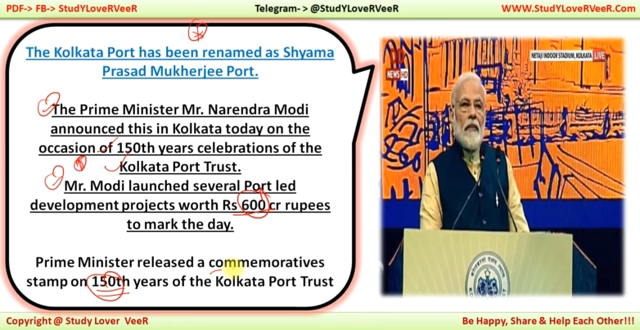 PDF-> FB-> StudYLoVerRVeeR
Telegram-> @StudYLoveRVeeR
WWW.StudyLoverVeeR.Com
The Kolkata Port has been renamed as Shyama
Prasad Mukherjee Port.
The Prime Minister Mr. Narendra Modi
announced this in Kolkata today on the
occasion of 150th years celebrations of the
Kolkata Port Trust.
Mr. Modi launched several Port led
development projects worth Rs 600 cr rupees
to mark the day.
Prime Minister released a commemoratives
stamp on 150th years of the Kolkata Port Trust
NETAJI INDOOR STADIUM, KOLKATA LIVE
NEWS HD
Copyright @ Study Lover VeeR
Be Happy, Share & Help Each Other!!!